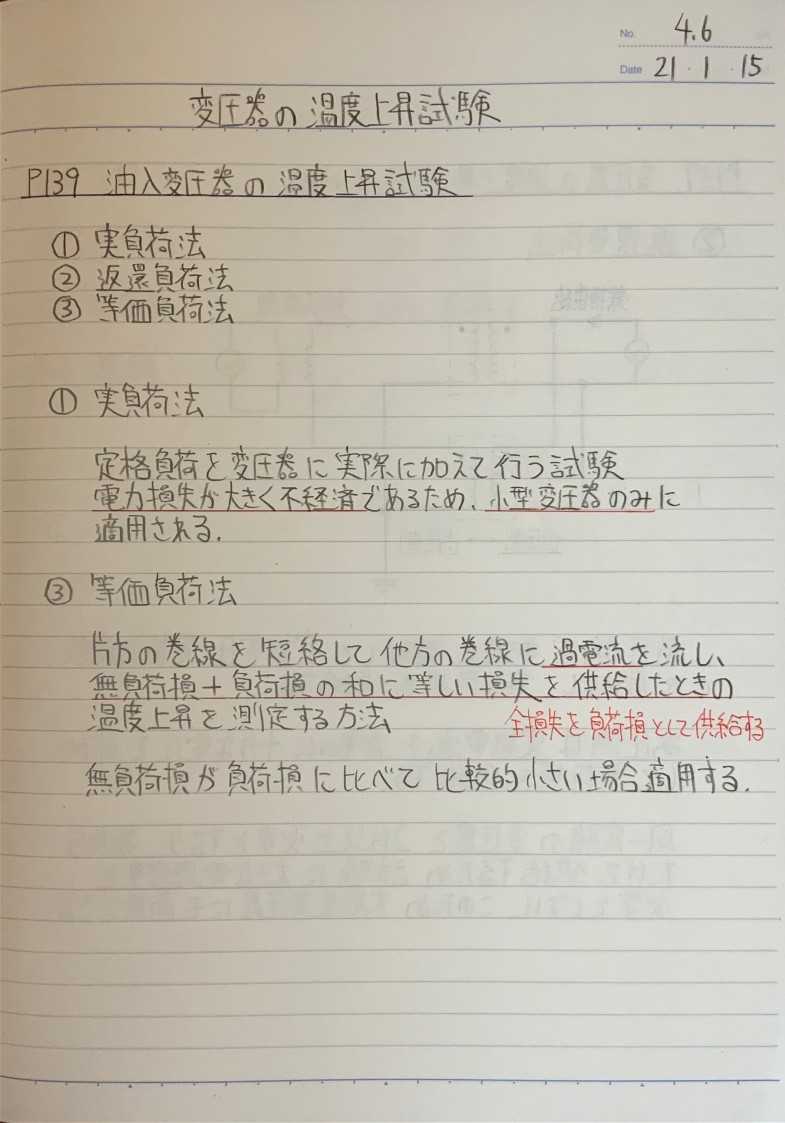 No. 4.6
Date 21・1・15
変圧器の温度上昇試験
P139 油入変圧器の温度上昇試験
① 実負荷法
② 返還負荷法
③ 等価負荷法
① 実負荷法
定格負荷を変圧器に実際に加えて行う試験
電力損失が大きく不経済であるため、小型変圧器のみに
適用される.
③ 等価負荷法
片方の巻線を短絡して他方の巻線に過電流を流し、
無負荷損+負荷損の和に等しい損失を供給したときの
温度上昇を測定する方法
全損失を負荷損として供給する
無負荷損が負荷損に比べて比較的小さい場合適用する.